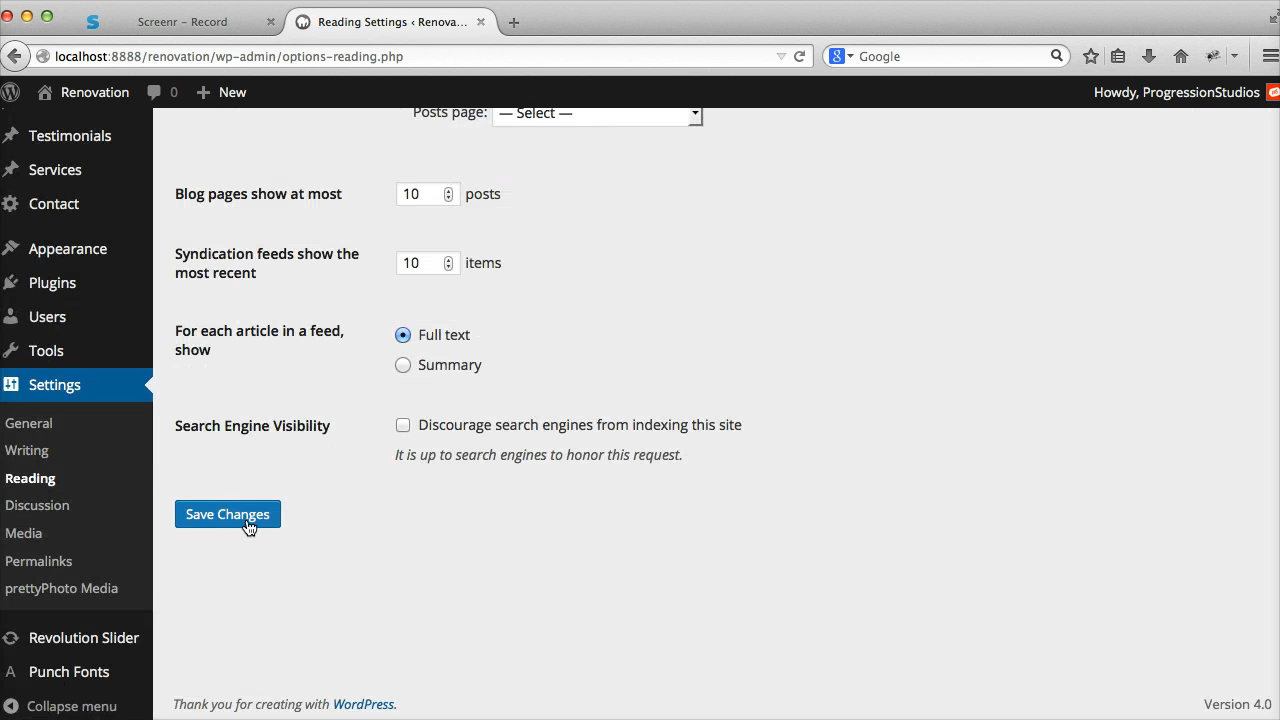 Screenr – Record
Reading Settings ‹ Renova...
localhost:8888/renovation/wp-admin/options-reading.php
Google
Renovation
0
New
Howdy, ProgressionStudios
Testimonials
Services
Contact
Appearance
Plugins
Users
Tools
Settings
General
Writing
Reading
Discussion
Media
Permalinks
prettyPhoto Media
Revolution Slider
Punch Fonts
Collapse menu
Posts page:
— Select —
Blog pages show at most
10
posts
Syndication feeds show the
most recent
10
items
For each article in a feed,
show
Full text
Summary
Search Engine Visibility
Discourage search engines from indexing this site
It is up to search engines to honor this request.
Save Changes
Thank you for creating with WordPress.
Version 4.0